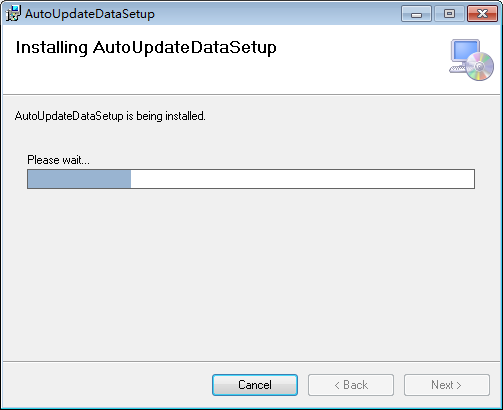 AutoUpdateDataSetup
Installing AutoUpdateDataSetup
AutoUpdateDataSetup is being installed.
Please wait...
Cancel
< Back
Next >